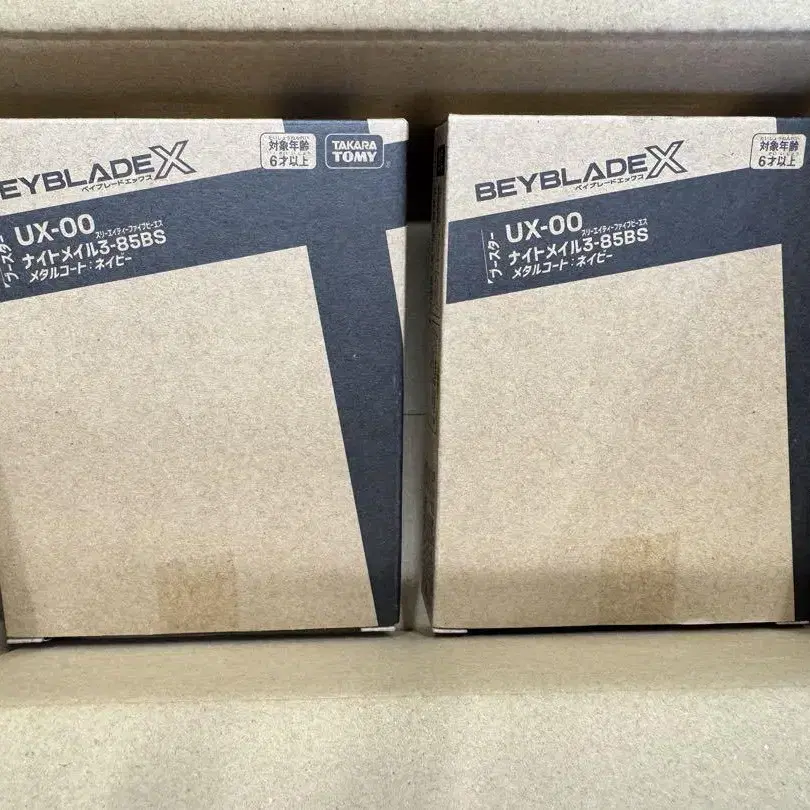 EYBLADE X
ベイブレードエックス
対象年齢
6才以上
TAKARA
TOMY
ブースター
UX-00
スリーエイティーファイブビーエス
ナイトメイル3-85BS
メタルコート:ネイビー
BEYBLADE X
ベイブレードエックス
対象年齢
6才以上
ブースター
UX-00
スリーエイティーファイブビーエス
ナイトメイル3-85BS
メタルコート:ネイビー